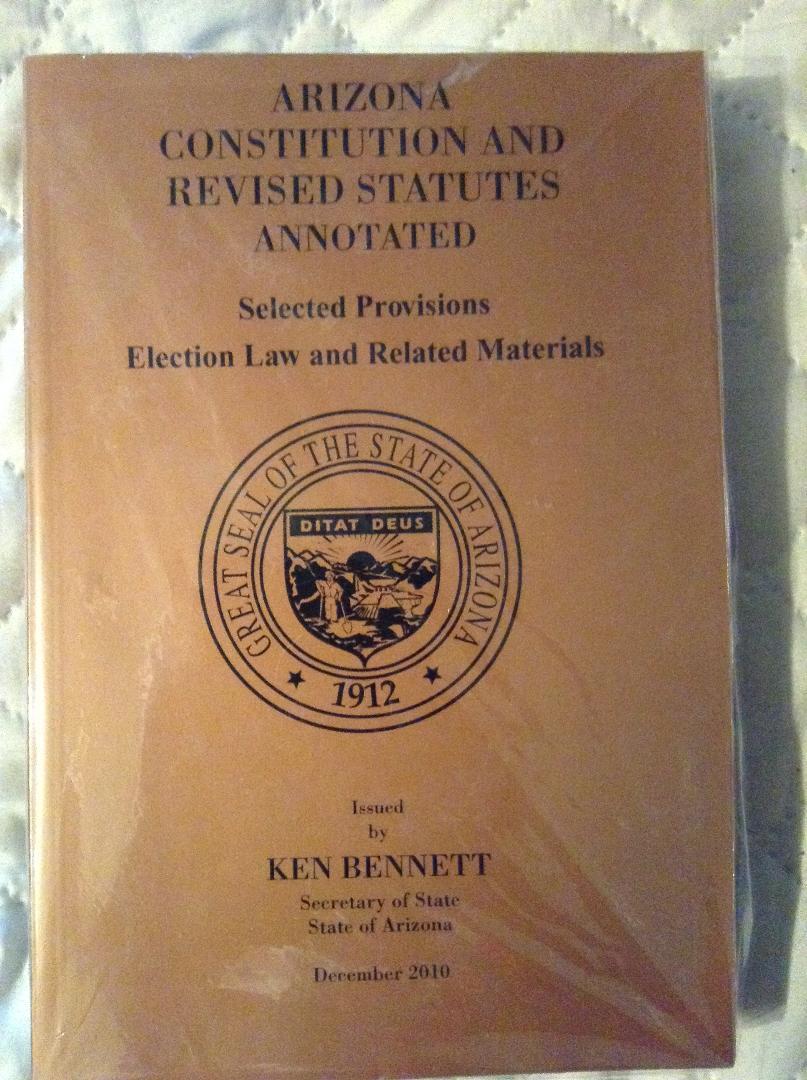 ARIZONA
CONSTITUTION AND
REVISED STATUTES
ANNOTATED
Selected Provisions
Election Law and Related Materials
GREAT SEAL OF THE STATE OF ARIZONA
DITAT DEUS
1912
Issued
by
KEN BENNETT
Secretary of State
State of Arizona
December 2010